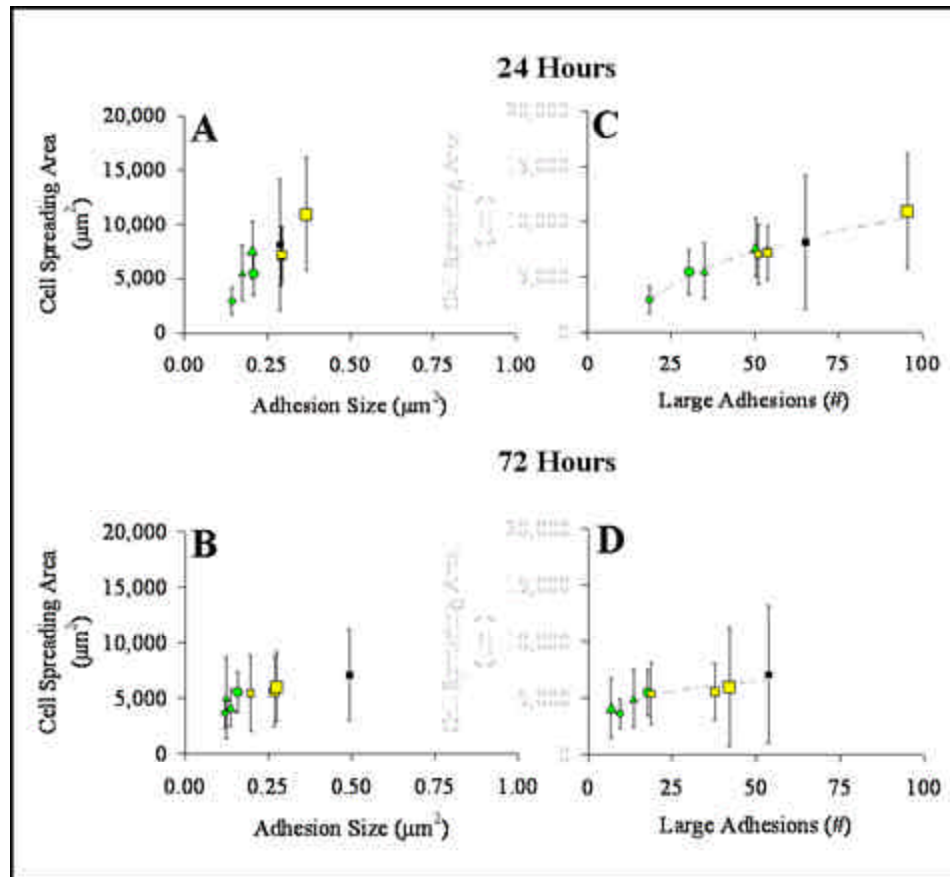 24 Hours
A
Cell Spreading Area
(μm²)
20,000
15,000
10,000
5,000
0
0.00 0.25 0.50 0.75 1.00
Adhesion Size (μm²)
C
Cell Spreading Area
0 25 50 75 100
Large Adhesions (#)
72 Hours
B
Cell Spreading Area
(μm²)
20,000
15,000
10,000
5,000
0
0.00 0.25 0.50 0.75 1.00
Adhesion Size (μm²)
D
0 25 50 75 100
Large Adhesions (#)